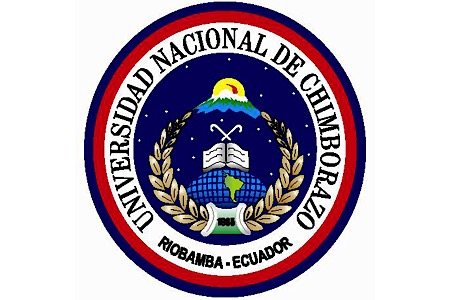 UNIVERSIDAD NACIONAL DE CHIMBORAZO
1995
RIOBAMBA - ECUADOR